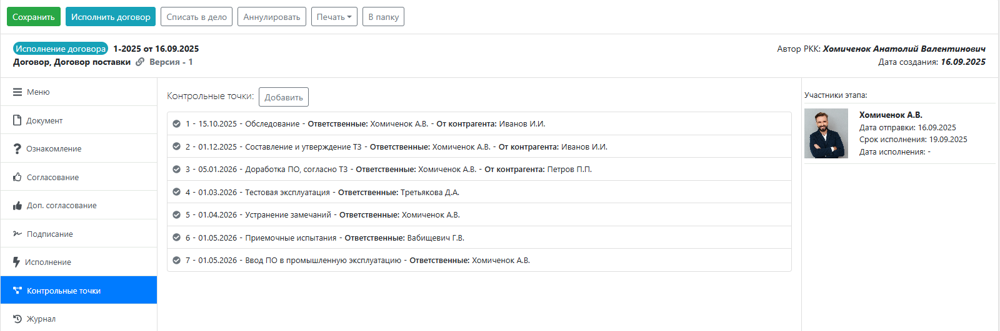 Сохранить Исполнить договор Списать в дело Аннулировать Печать В папку
Исполнение договора 1-2025 от 16.09.2025
Договор, Договор поставки Версия - 1
Автор РКК: Хомиченок Анатолий Валентинович
Дата создания: 16.09.2025
Меню
Документ
Ознакомление
Согласование
Доп. согласование
Подписание
Исполнение
Контрольные точки
Журнал
Контрольные точки: Добавить
1 - 15.10.2025 - Обследование - Ответственные: Хомиченок А.В. - От контрагента: Иванов И.И.
2 - 01.12.2025 - Составление и утверждение ТЗ - Ответственные: Хомиченок А.В. - От контрагента: Иванов И.И.
3 - 05.01.2026 - Доработка ПО, согласно ТЗ - Ответственные: Хомиченок А.В. - От контрагента: Петров П.П.
4 - 01.03.2026 - Тестовая эксплуатация - Ответственные: Третьякова Д.А.
5 - 01.04.2026 - Устранение замечаний - Ответственные: Хомиченок А.В.
6 - 01.05.2026 - Приемочные испытания - Ответственные: Вабищевич Г.В.
7 - 01.05.2026 - Ввод ПО в промышленную эксплуатацию - Ответственные: Хомиченок А.В.
Участники этапа:
Хомиченок А.В.
Дата отправки: 16.09.2025
Срок исполнения: 19.09.2025
Дата исполнения: -